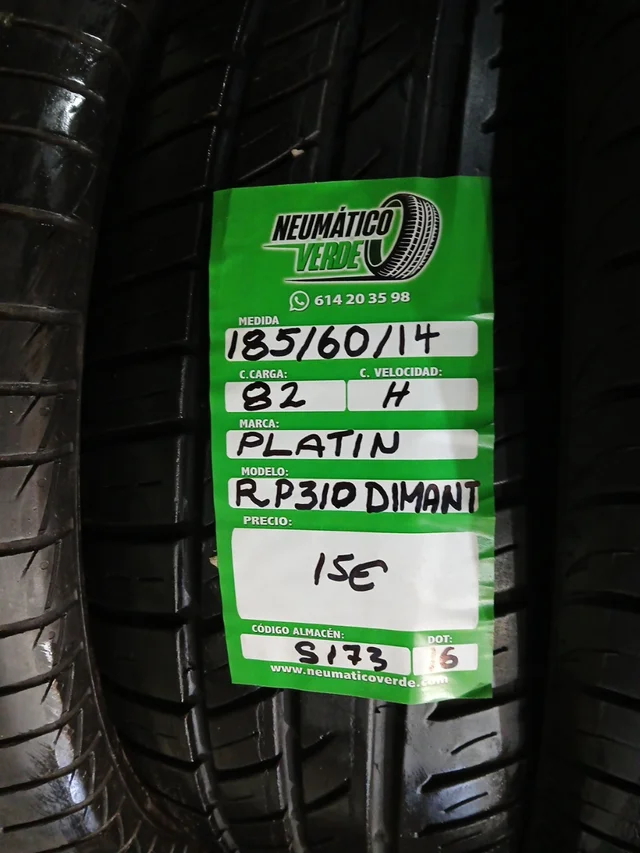 NEUMÁTICO
VERDE
614 20 35 98
MEDIDA
185/60/14
C.CARGA: C. VELOCIDAD:
82 H
MARCA:
PLATIN
MODELO:
RP310 DIMANT
PRECIO:
15€
CÓDIGO ALMACÉN: DOT:
S173 16
www.neumaticoverde.com